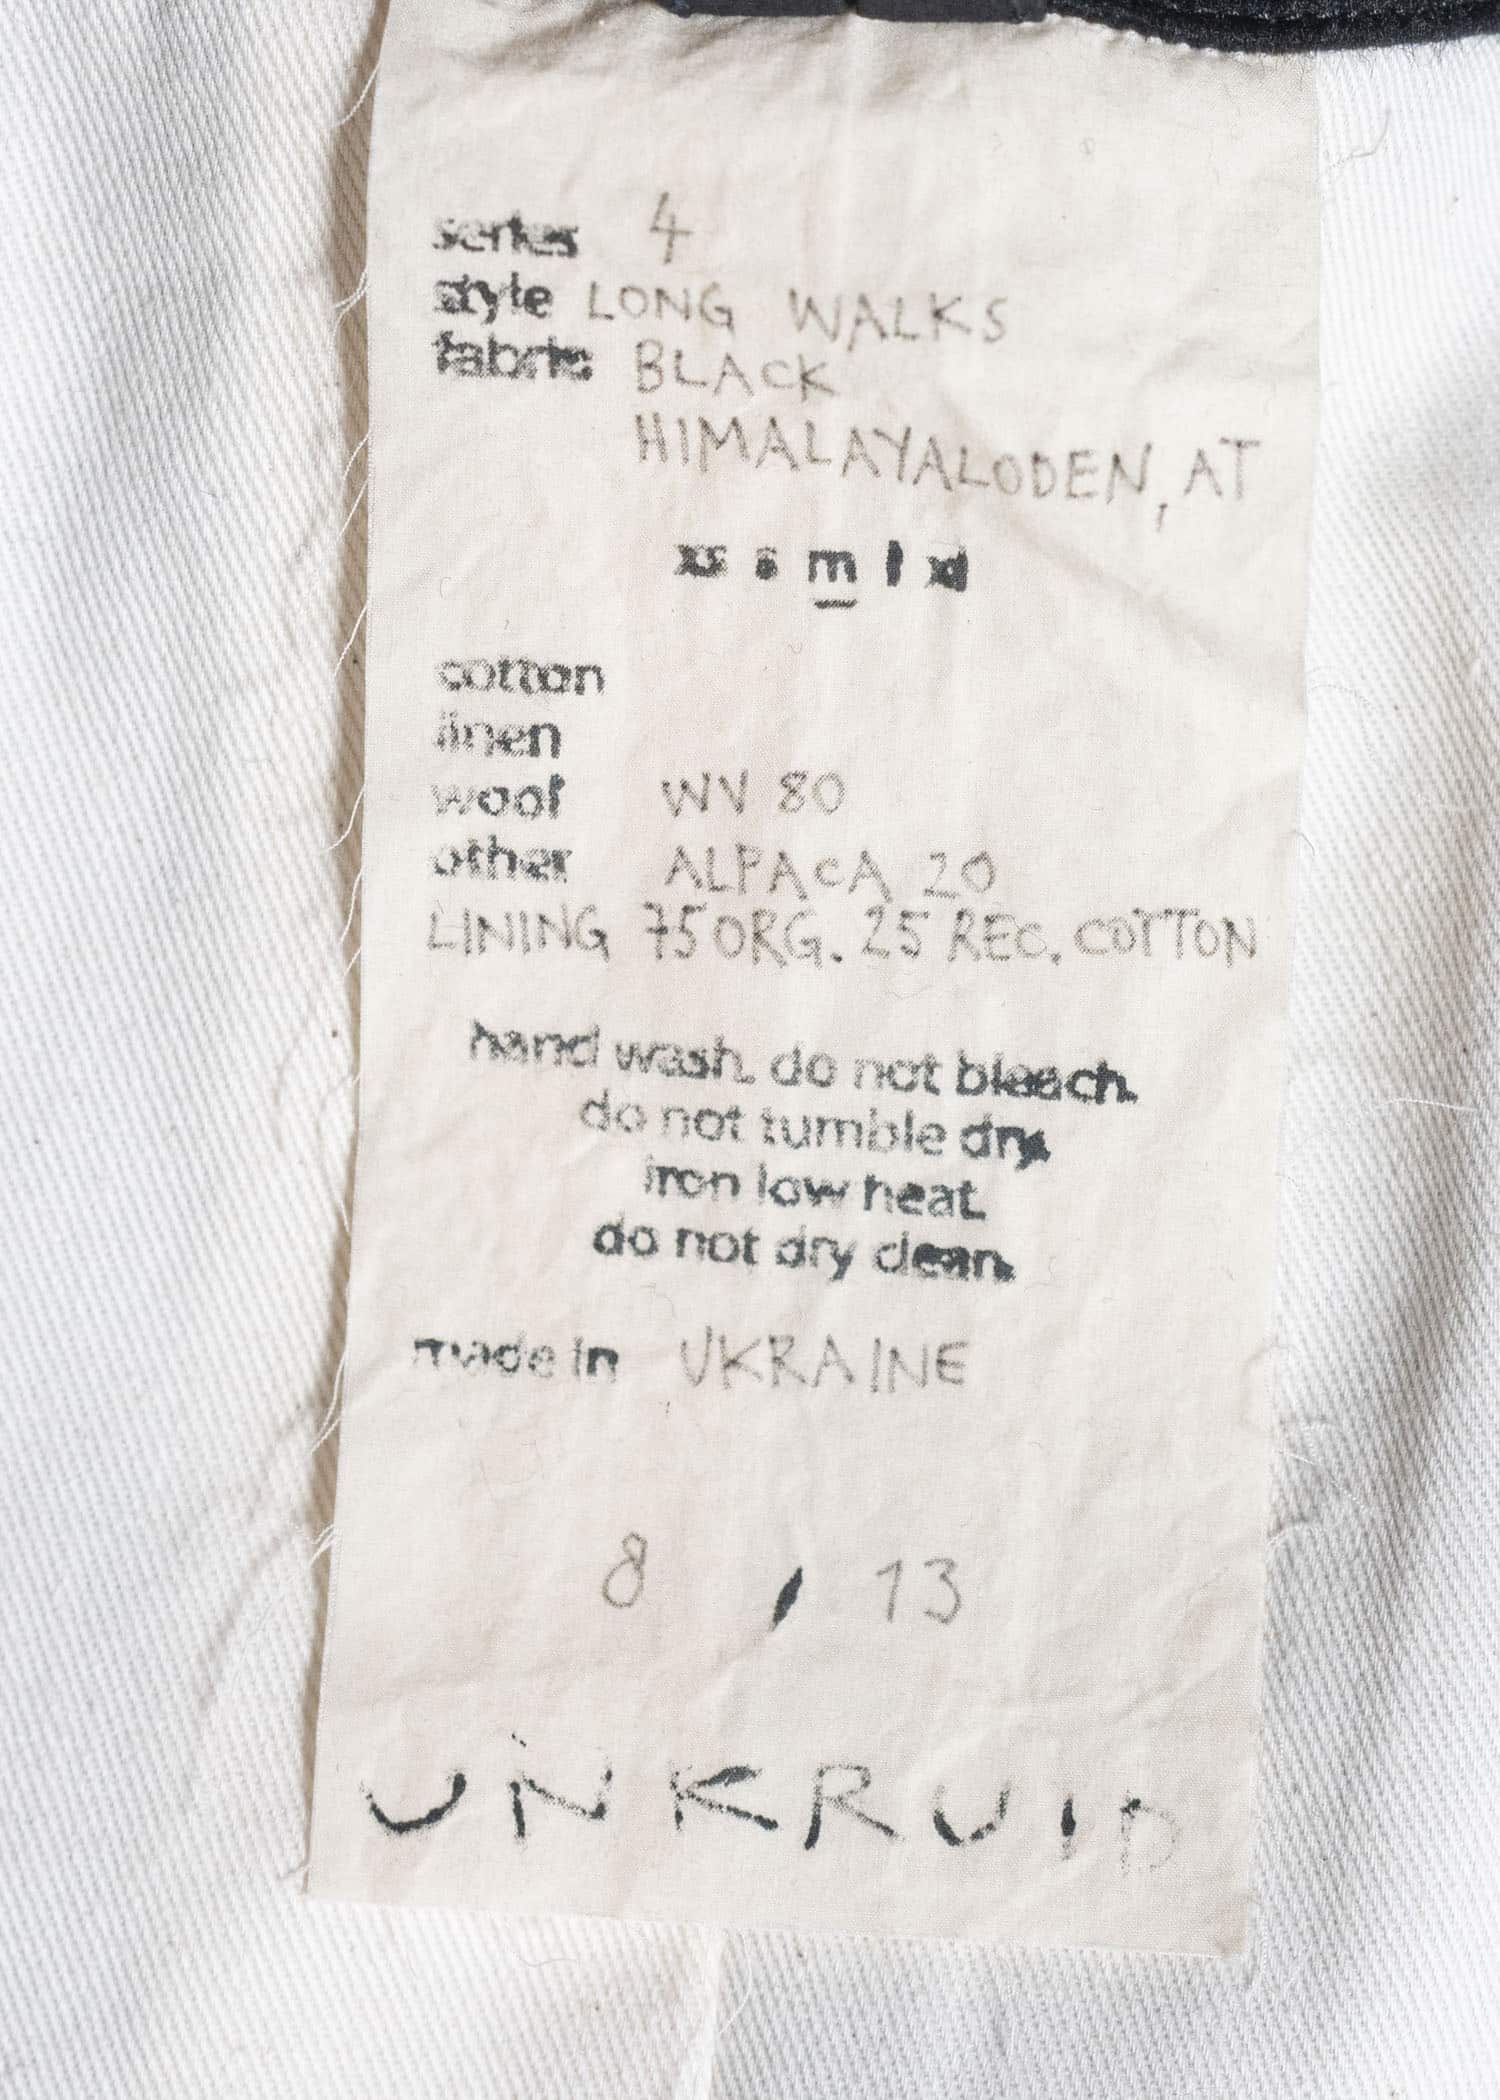 series 4
style LONG WALKS
fabric BLACK
HIMALAYALODEN, AT
xs s m l xl
cotton
linen
wool WV 80
other ALPACA 20
LINING 75 ORG. 25 REC. COTTON
hand wash. do not bleach.
do not tumble dry.
iron low heat.
do not dry clean.
made in UKRAINE
8 / 13
UNKRUID